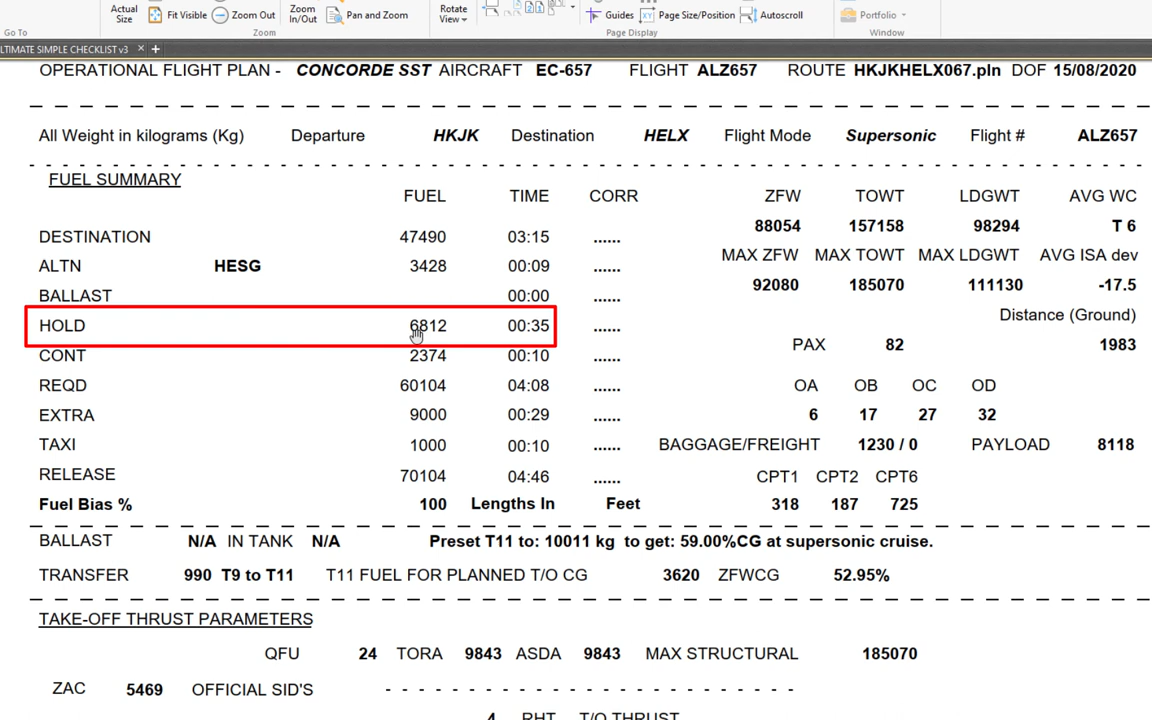 Actual Size
Fit Visible
Zoom Out
Zoom In/Out
Pan and Zoom
Rotate View
Guides
Page Size/Position
Autoscroll
Portfolio
Go To
Zoom
Page Display
Window
LTIMATE SIMPLE CHECKLIST v3 × +
OPERATIONAL FLIGHT PLAN - CONCORDE SST AIRCRAFT EC-657 FLIGHT ALZ657 ROUTE HKJKHELX067.pln DOF 15/08/2020
All Weight in kilograms (Kg) Departure HKJK Destination HELX Flight Mode Supersonic Flight # ALZ657
FUEL SUMMARY
FUEL TIME CORR
DESTINATION 47490 03:15 ......
ALTN HESG 3428 00:09 ......
BALLAST 00:00 ......
HOLD 6812 00:35 ......
CONT 2374 00:10 ......
REQD 60104 04:08 ......
EXTRA 9000 00:29 ......
TAXI 1000 00:10 ......
RELEASE 70104 04:46 ......
Fuel Bias % 100 Lengths In Feet
ZFW TOWT LDGWT AVG WC
88054 157158 98294 T 6
MAX ZFW MAX TOWT MAX LDGWT AVG ISA dev
92080 185070 111130 -17.5
Distance (Ground)
PAX 82 1983
OA OB OC OD
6 17 27 32
BAGGAGE/FREIGHT 1230 / 0 PAYLOAD 8118
CPT1 CPT2 CPT6
318 187 725
BALLAST N/A IN TANK N/A Preset T11 to: 10011 kg to get: 59.00%CG at supersonic cruise.
TRANSFER 990 T9 to T11 T11 FUEL FOR PLANNED T/O CG 3620 ZFWCG 52.95%
TAKE-OFF THRUST PARAMETERS
QFU 24 TORA 9843 ASDA 9843 MAX STRUCTURAL 185070
ZAC 5469 OFFICIAL SID'S - - - - - - - - - - - - - - - - - - - - - - - - - -
4 RHT T/O THRUST